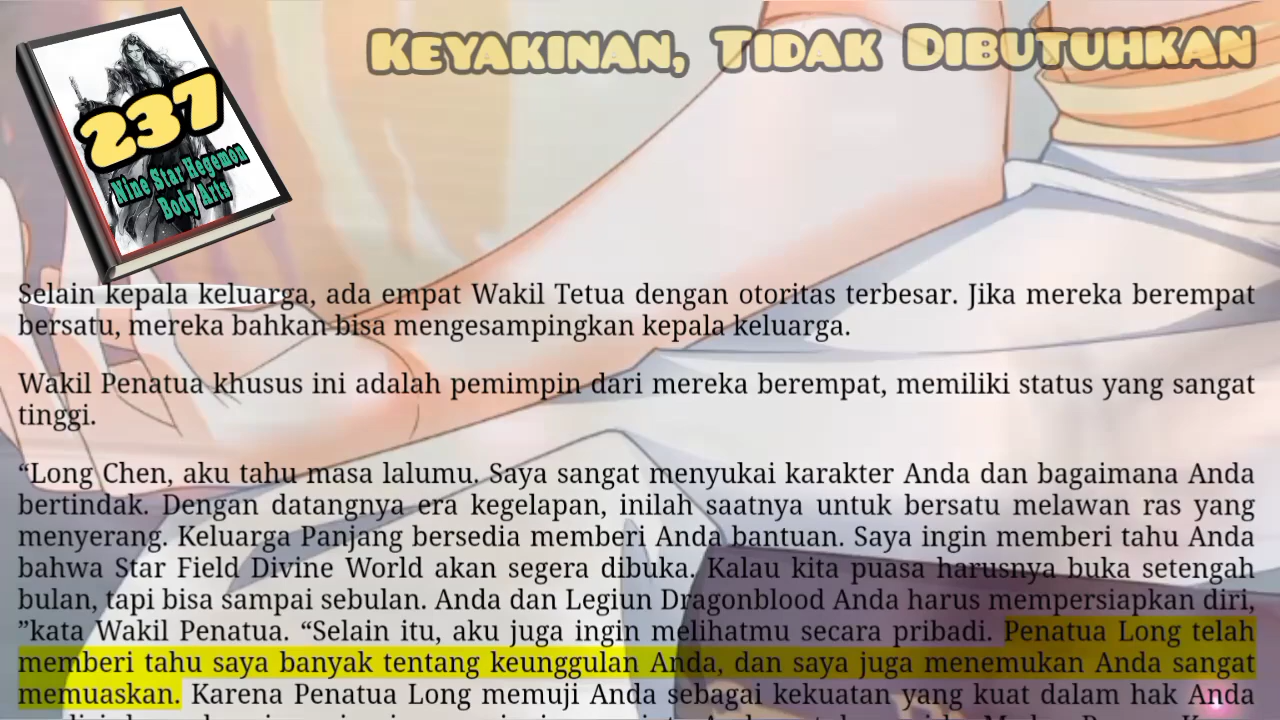 KEYAKINAN, TIDAK DIBUTUHKAN
237
Nine Star Hegemon
Body Arts
Selain kepala keluarga, ada empat Wakil Tetua dengan otoritas terbesar. Jika mereka berempat
bersatu, mereka bahkan bisa mengesampingkan kepala keluarga.
Wakil Penatua khusus ini adalah pemimpin dari mereka berempat, memiliki status yang sangat
tinggi.
“Long Chen, aku tahu masa lalumu. Saya sangat menyukai karakter Anda dan bagaimana Anda
bertindak. Dengan datangnya era kegelapan, inilah saatnya untuk bersatu melawan ras yang
menyerang. Keluarga Panjang bersedia memberi Anda bantuan. Saya ingin memberi tahu Anda
bahwa Star Field Divine World akan segera dibuka. Kalau kita puasa harusnya buka setengah
bulan, tapi bisa sampai sebulan. Anda dan Legiun Dragonblood Anda harus mempersiapkan diri,
”kata Wakil Penatua. “Selain itu, aku juga ingin melihatmu secara pribadi. Penatua Long telah
memberi tahu saya banyak tentang keunggulan Anda, dan saya juga menemukan Anda sangat
memuaskan. Karena Penatua Long memuji Anda sebagai kekuatan yang kuat dalam hak Anda